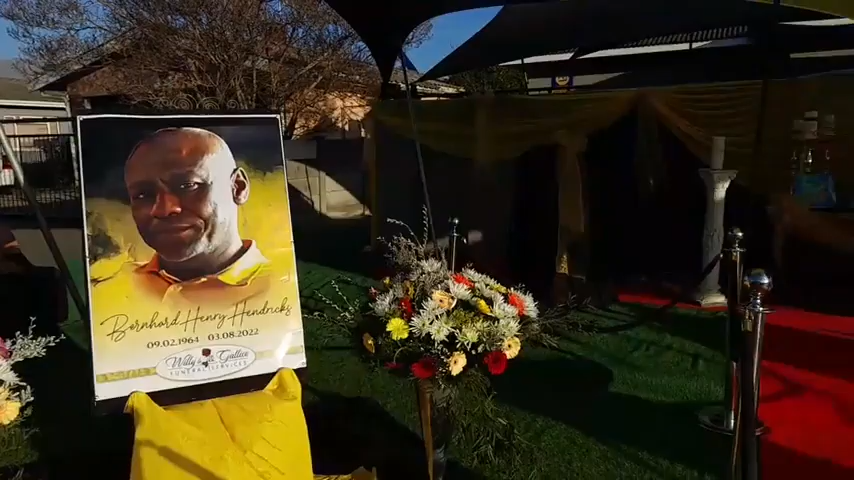 Bernhard Henry Hendricks
09.02.1964 03.08.2022
Willy & Gallie
FUNERAL SERVICES